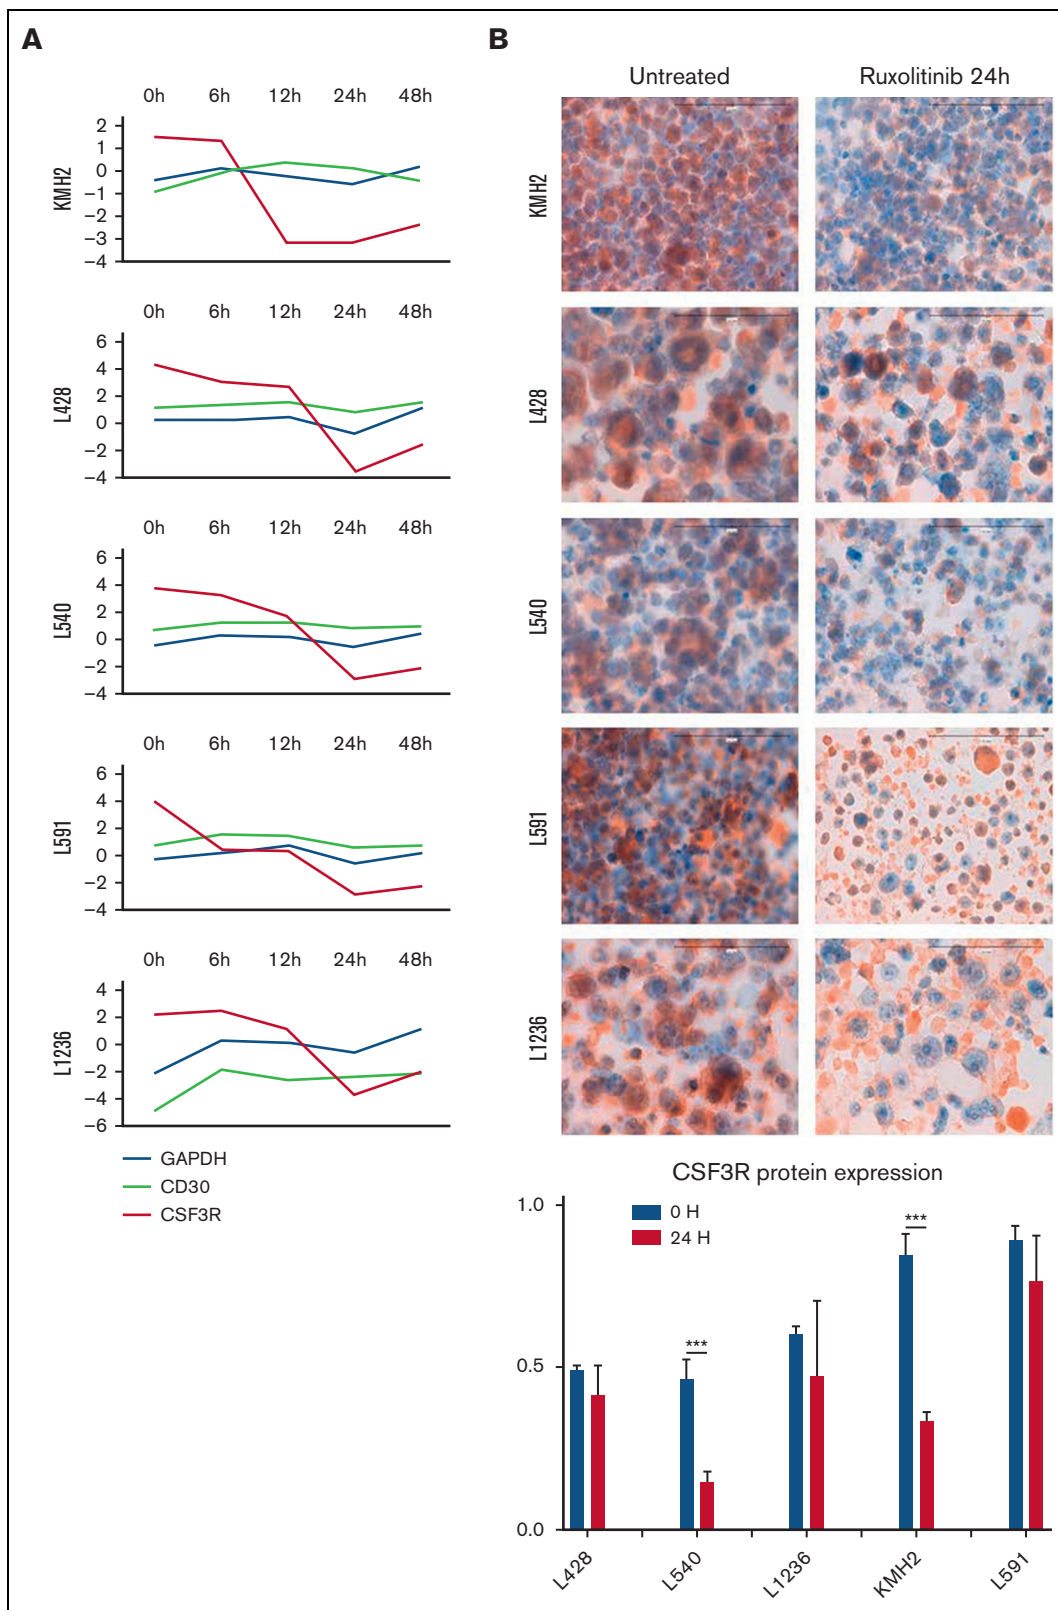 A
0h 6h 12h 24h 48h
KMH2
2
1
0
−1
−2
−3
−4
0h 6h 12h 24h 48h
L428
6
4
2
0
−2
−4
0h 6h 12h 24h 48h
L540
6
4
2
0
−2
−4
0h 6h 12h 24h 48h
L591
6
4
2
0
−2
−4
0h 6h 12h 24h 48h
L1236
4
2
0
−2
−4
−6
GAPDH
CD30
CSF3R
B
Untreated Ruxolitinib 24h
KMH2
L428
L540
L591
L1236
CSF3R protein expression
0 H
24 H
1.0
0.5
0.0
***
***
L428 L540 L1236 KMH2 L591